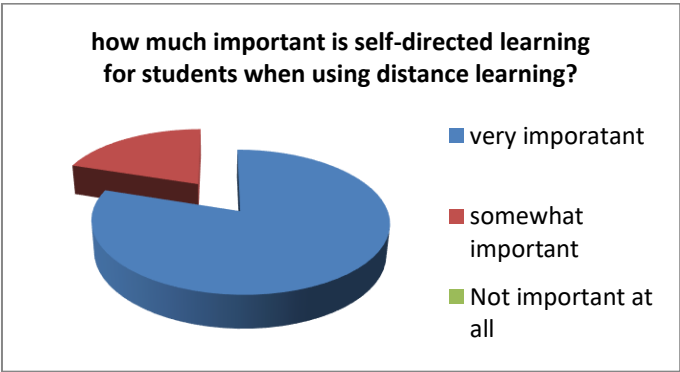 how much important is self-directed learning
for students when using distance learning?
very imporatant
somewhat
important
Not important at
all